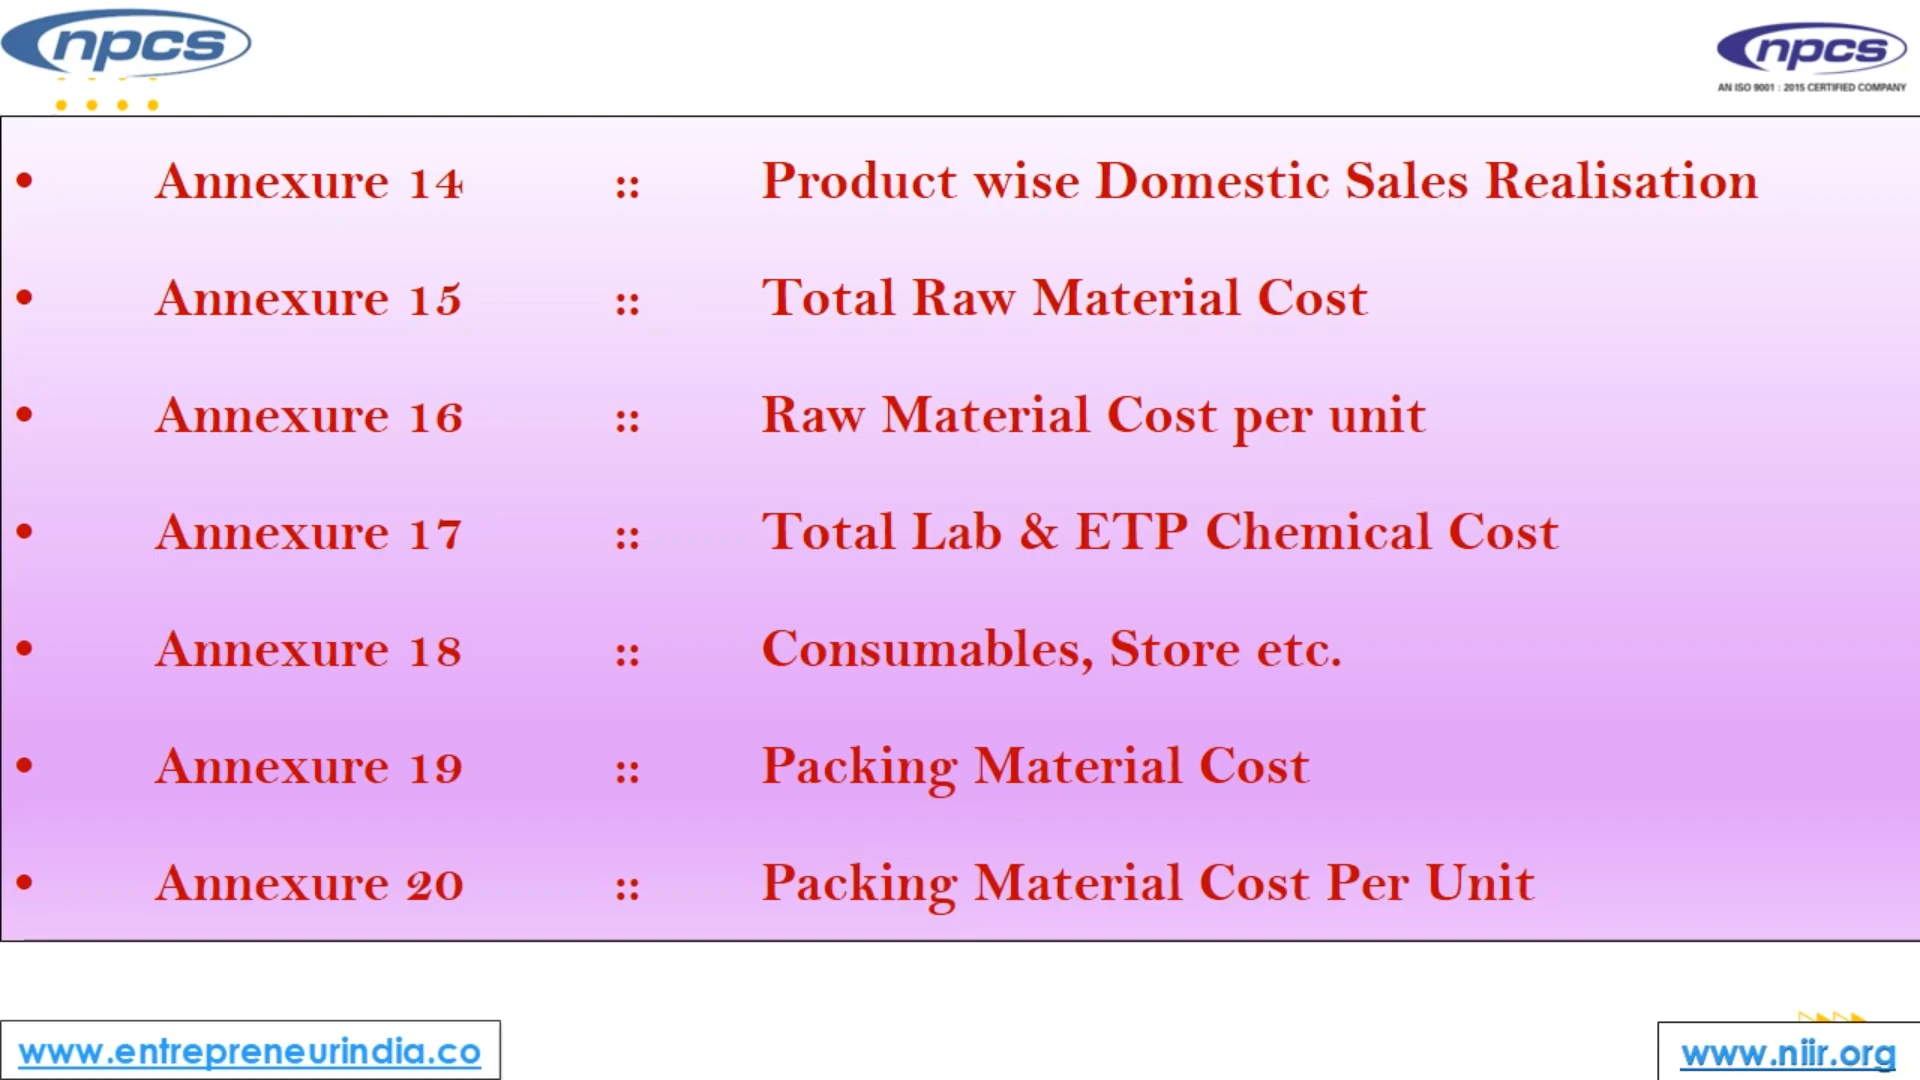 npcs
npcs
AN ISO 9001 : 2015 CERTIFIED COMPANY
• Annexure 14 :: Product wise Domestic Sales Realisation
• Annexure 15 :: Total Raw Material Cost
• Annexure 16 :: Raw Material Cost per unit
• Annexure 17 :: Total Lab & ETP Chemical Cost
• Annexure 18 :: Consumables, Store etc.
• Annexure 19 :: Packing Material Cost
• Annexure 20 :: Packing Material Cost Per Unit
www.entrepreneurindia.co
www.niir.org